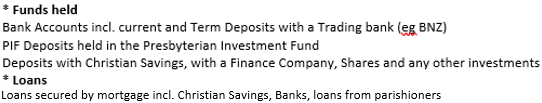 * Funds held
Bank Accounts incl. current and Term Deposits with a Trading bank (eg BNZ)
PIF Deposits held in the Presbyterian Investment Fund
Deposits with Christian Savings, with a Finance Company, Shares and any other investments
* Loans
Loans secured by mortgage incl. Christian Savings, Banks, loans from parishioners